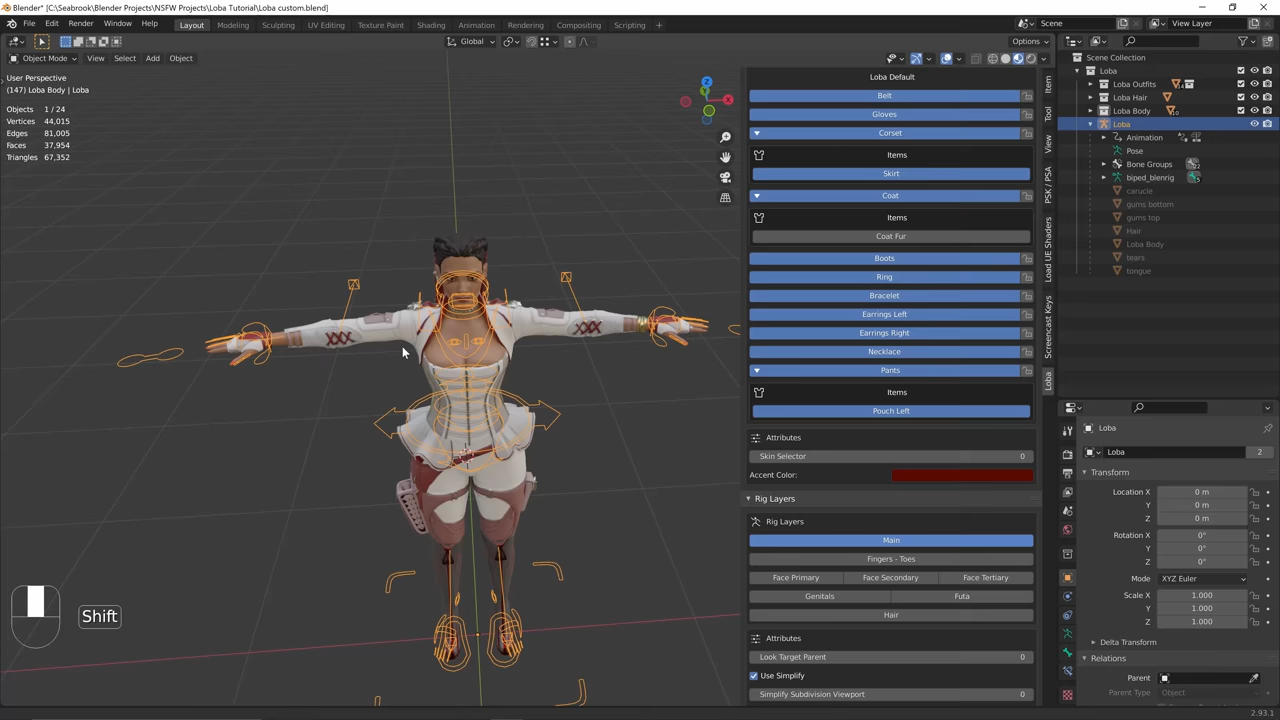 Blender* [C:\Seabrook\Blender Projects\NSFW Projects\Loba Tutorial\Loba custom.blend]
File Edit Render Window Help Layout Modeling Sculpting UV Editing Texture Paint Shading Animation Rendering Compositing Scripting + Scene View Layer
Global Options
Object Mode View Select Add Object
User Perspective
(147) Loba Body | Loba
Objects 1 / 24
Vertices 44,015
Edges 81,005
Faces 37,954
Triangles 67,352
Z
Y
X
Shift
Loba Default
Belt
Gloves
Corset
Items
Skirt
Coat
Items
Coat Fur
Boots
Ring
Bracelet
Earrings Left
Earrings Right
Necklace
Pants
Items
Pouch Left
Attributes
Skin Selector 0
Accent Color:
Rig Layers
Rig Layers
Main
Fingers - Toes
Face Primary Face Secondary Face Tertiary
Genitals Futa
Hair
Attributes
Look Target Parent 0
Use Simplify
Simplify Subdivision Viewport 0
Item
Tool
View
PSK / PSA
Load UE Shaders
Screencast Keys
Loba
Scene Collection
Loba
Loba Outfits
Loba Hair
Loba Body
Loba
Animation
Pose
Bone Groups
biped_blenrig
carucle
gums bottom
gums top
Hair
Loba Body
tears
tongue
Loba
Loba 2
Transform
Location X 0 m
Y 0 m
Z 0 m
Rotation X 0°
Y 0°
Z 0°
Mode XYZ Euler
Scale X 1.000
Y 1.000
Z 1.000
Delta Transform
Relations
Parent
Parent Type Object
2.93.1